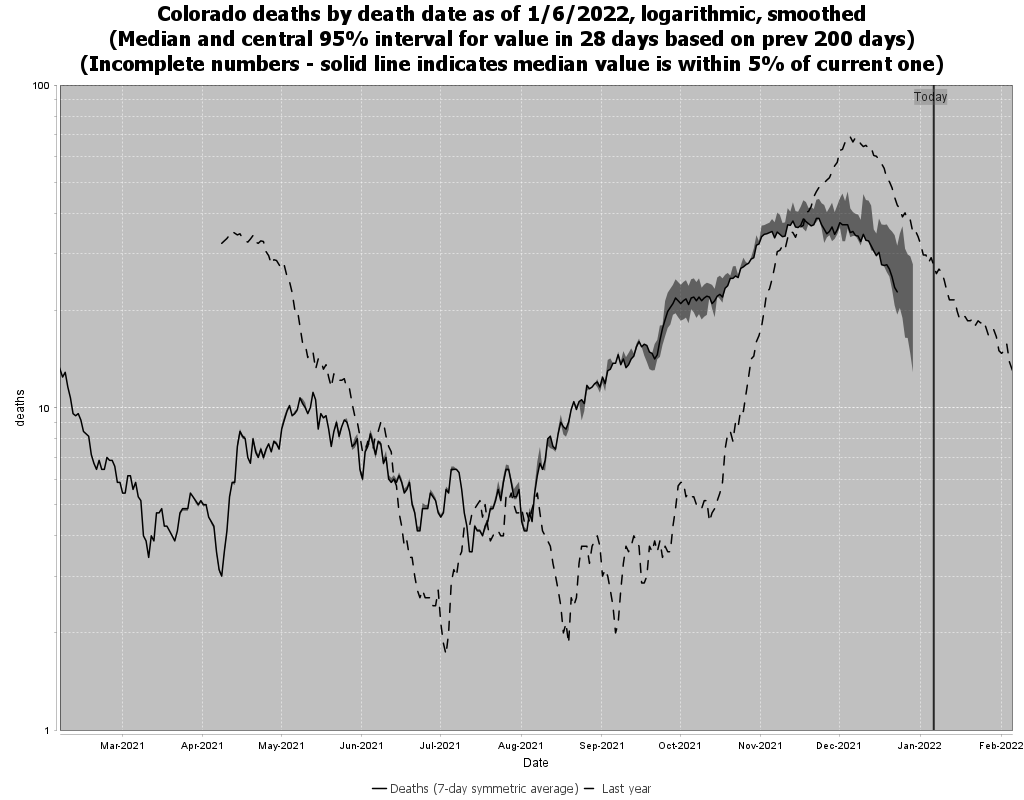 Colorado deaths by death date as of 1/6/2022, logarithmic, smoothed
(Median and central 95% interval for value in 28 days based on prev 200 days)
(Incomplete numbers - solid line indicates median value is within 5% of current one)
Today
100
10
1
deaths
Mar-2021 Apr-2021 May-2021 Jun-2021 Jul-2021 Aug-2021 Sep-2021 Oct-2021 Nov-2021 Dec-2021 Jan-2022 Feb-2022
Date
Deaths (7-day symmetric average) Last year